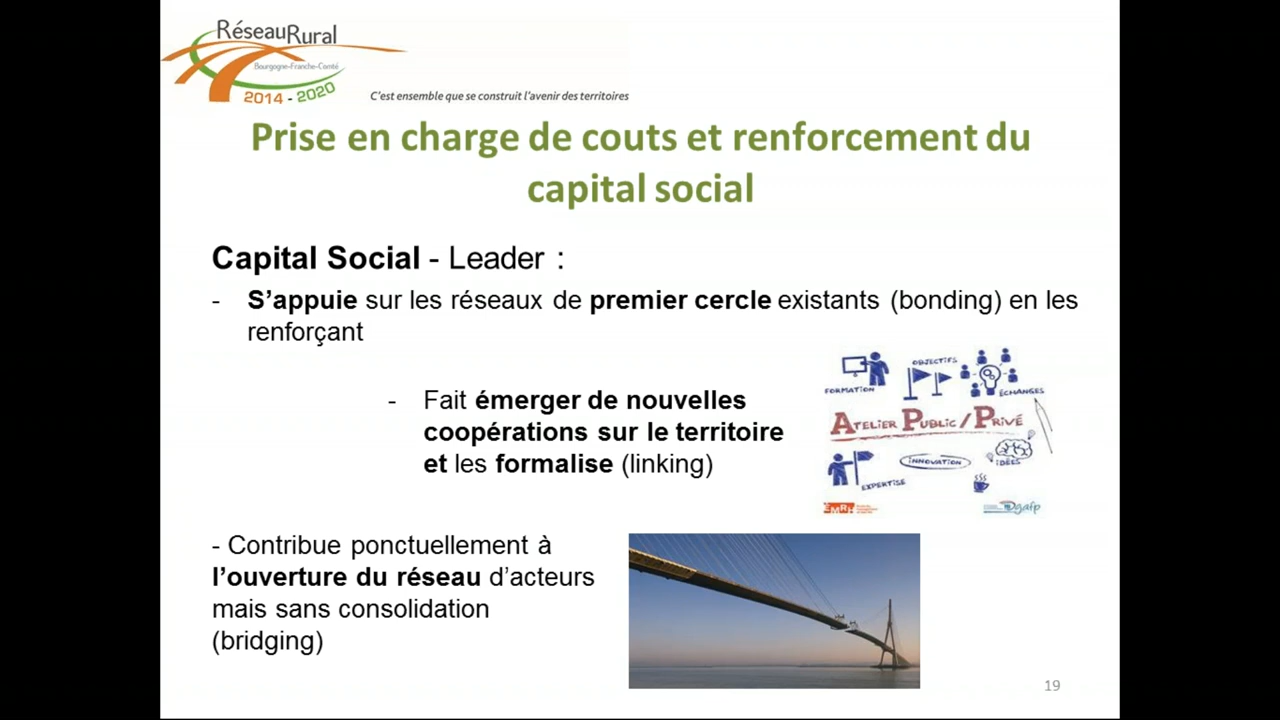 RéseauRural
Bourgogne-Franche-Comté
2014 - 2020
C'est ensemble que se construit l'avenir des territoires
Prise en charge de couts et renforcement du
capital social
Capital Social - Leader :
- S'appuie sur les réseaux de premier cercle existants (bonding) en les
renforçant
- Fait émerger de nouvelles
coopérations sur le territoire
et les formalise (linking)
FORMATION
OBJECTIFS
ÉCHANGES
ATELIER PUBLIC / PRIVÉ
EXPERTISE
INNOVATION
IDÉES
EMRH
Dgafp
- Contribue ponctuellement à
l'ouverture du réseau d'acteurs
mais sans consolidation
(bridging)
19